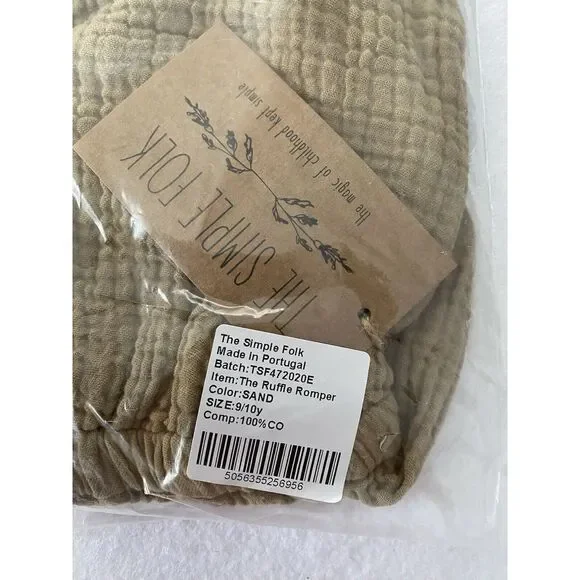 THE SIMPLE FOLK
the magic of childhood kept simple
The Simple Folk
Made in Portugal
Batch:TSF472020E
Item:The Ruffle Romper
Color:SAND
SIZE:9/10y
Comp:100%CO
5056355256956